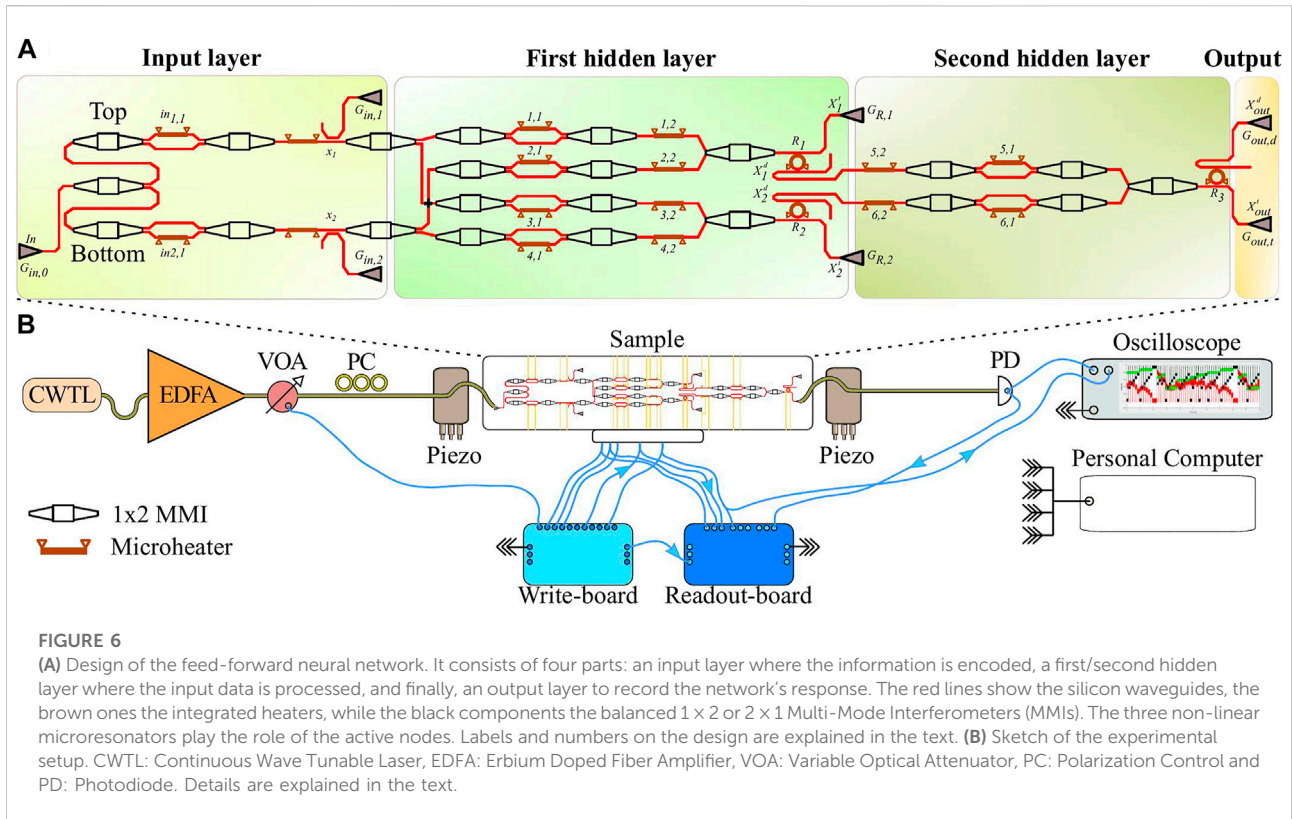 A
Input layer
First hidden layer
Second hidden layer
Output
Top
in1,1
x1
Gin,1
1,1
1,2
2,1
2,2
R1
X1^t
GR,1
X1^d
X2^d
5,2
5,1
6,2
6,1
X^d out
Gout,d
R3
X^t out
Gout,t
In
Gin,0
Bottom
in2,1
x2
Gin,2
3,1
3,2
4,1
4,2
R2
X2^t
GR,2
B
CWTL
EDFA
VOA
PC
Piezo
Sample
Piezo
PD
Oscilloscope
Personal Computer
1x2 MMI
Microheater
Write-board
Readout-board
FIGURE 6
(A) Design of the feed-forward neural network. It consists of four parts: an input layer where the information is encoded, a first/second hidden
layer where the input data is processed, and finally, an output layer to record the network's response. The red lines show the silicon waveguides, the
brown ones the integrated heaters, while the black components the balanced 1 × 2 or 2 × 1 Multi-Mode Interferometers (MMIs). The three non-linear
microresonators play the role of the active nodes. Labels and numbers on the design are explained in the text. (B) Sketch of the experimental
setup. CWTL: Continuous Wave Tunable Laser, EDFA: Erbium Doped Fiber Amplifier, VOA: Variable Optical Attenuator, PC: Polarization Control and
PD: Photodiode. Details are explained in the text.